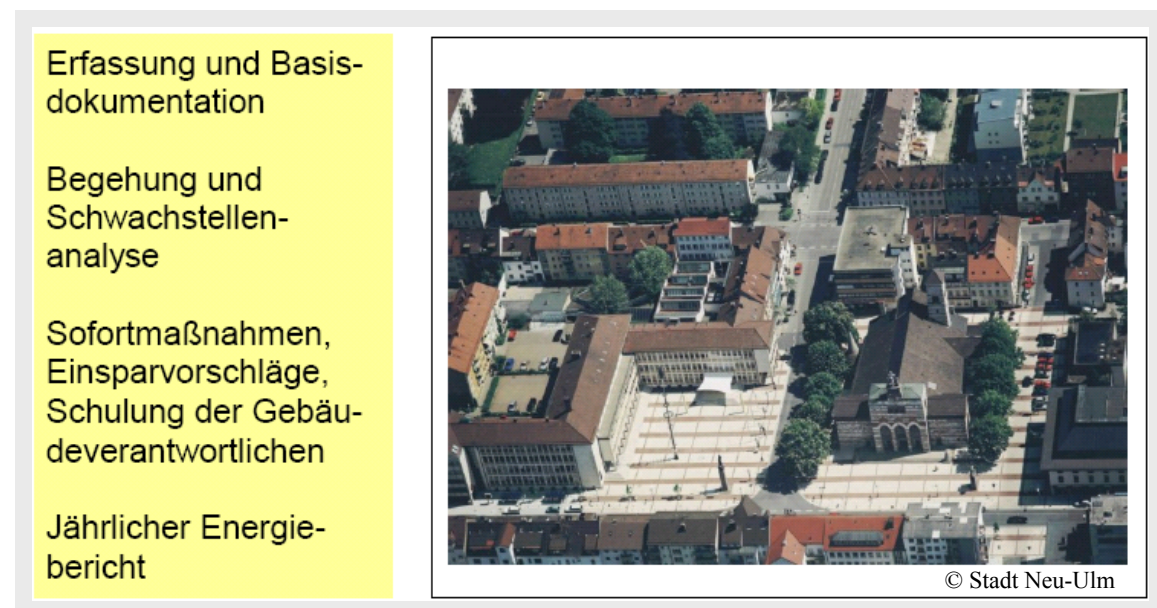 Erfassung und Basis-
dokumentation
Begehung und
Schwachstellen-
analyse
Sofortmaßnahmen,
Einsparvorschläge,
Schulung der Gebäu-
deverantwortlichen
Jährlicher Energie-
bericht
© Stadt Neu-Ulm